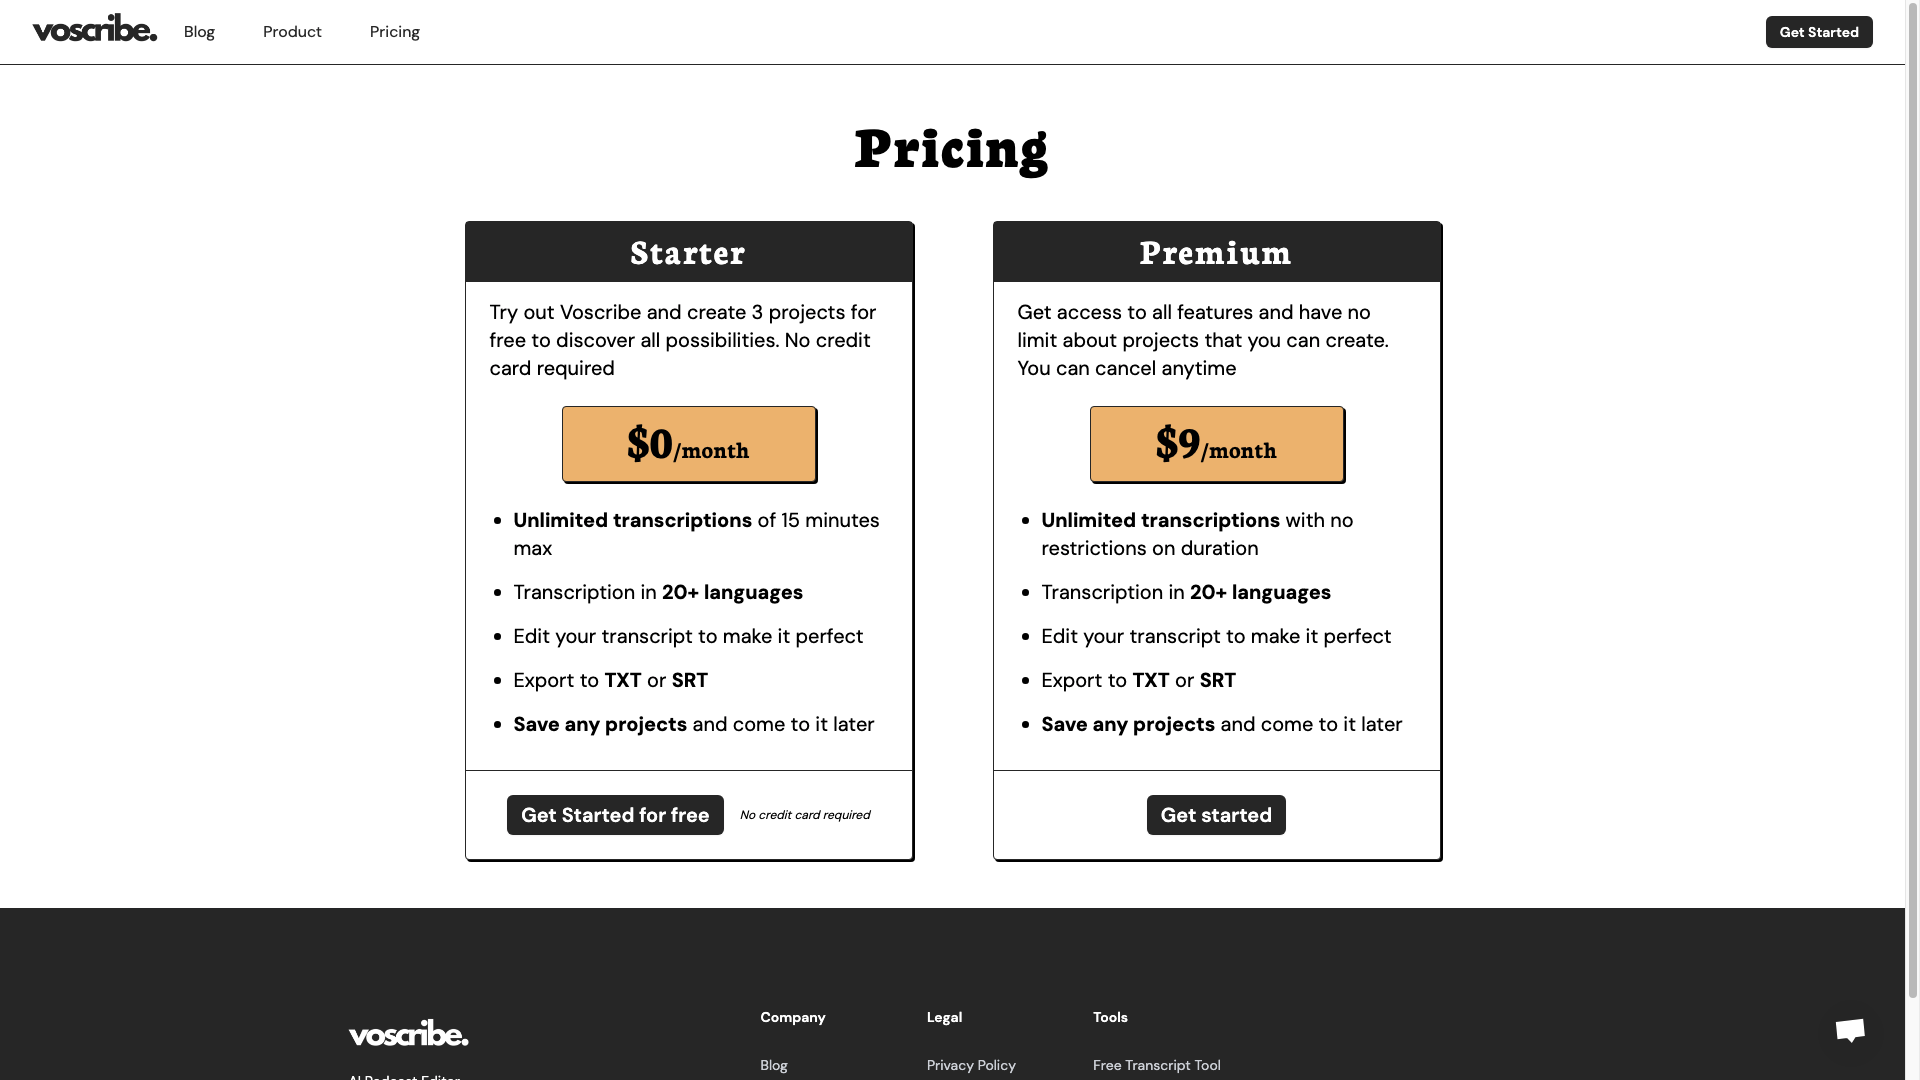 voscribe. Blog Product Pricing Get Started
Pricing
Starter
Try out Voscribe and create 3 projects for
free to discover all possibilities. No credit
card required
$0/month
Unlimited transcriptions of 15 minutes
max
Transcription in 20+ languages
Edit your transcript to make it perfect
Export to TXT or SRT
Save any projects and come to it later
Get Started for free No credit card required
Premium
Get access to all features and have no
limit about projects that you can create.
You can cancel anytime
$9/month
Unlimited transcriptions with no
restrictions on duration
Transcription in 20+ languages
Edit your transcript to make it perfect
Export to TXT or SRT
Save any projects and come to it later
Get started
voscribe.
AI Podcast Editor
Company
Blog
Legal
Privacy Policy
Tools
Free Transcript Tool